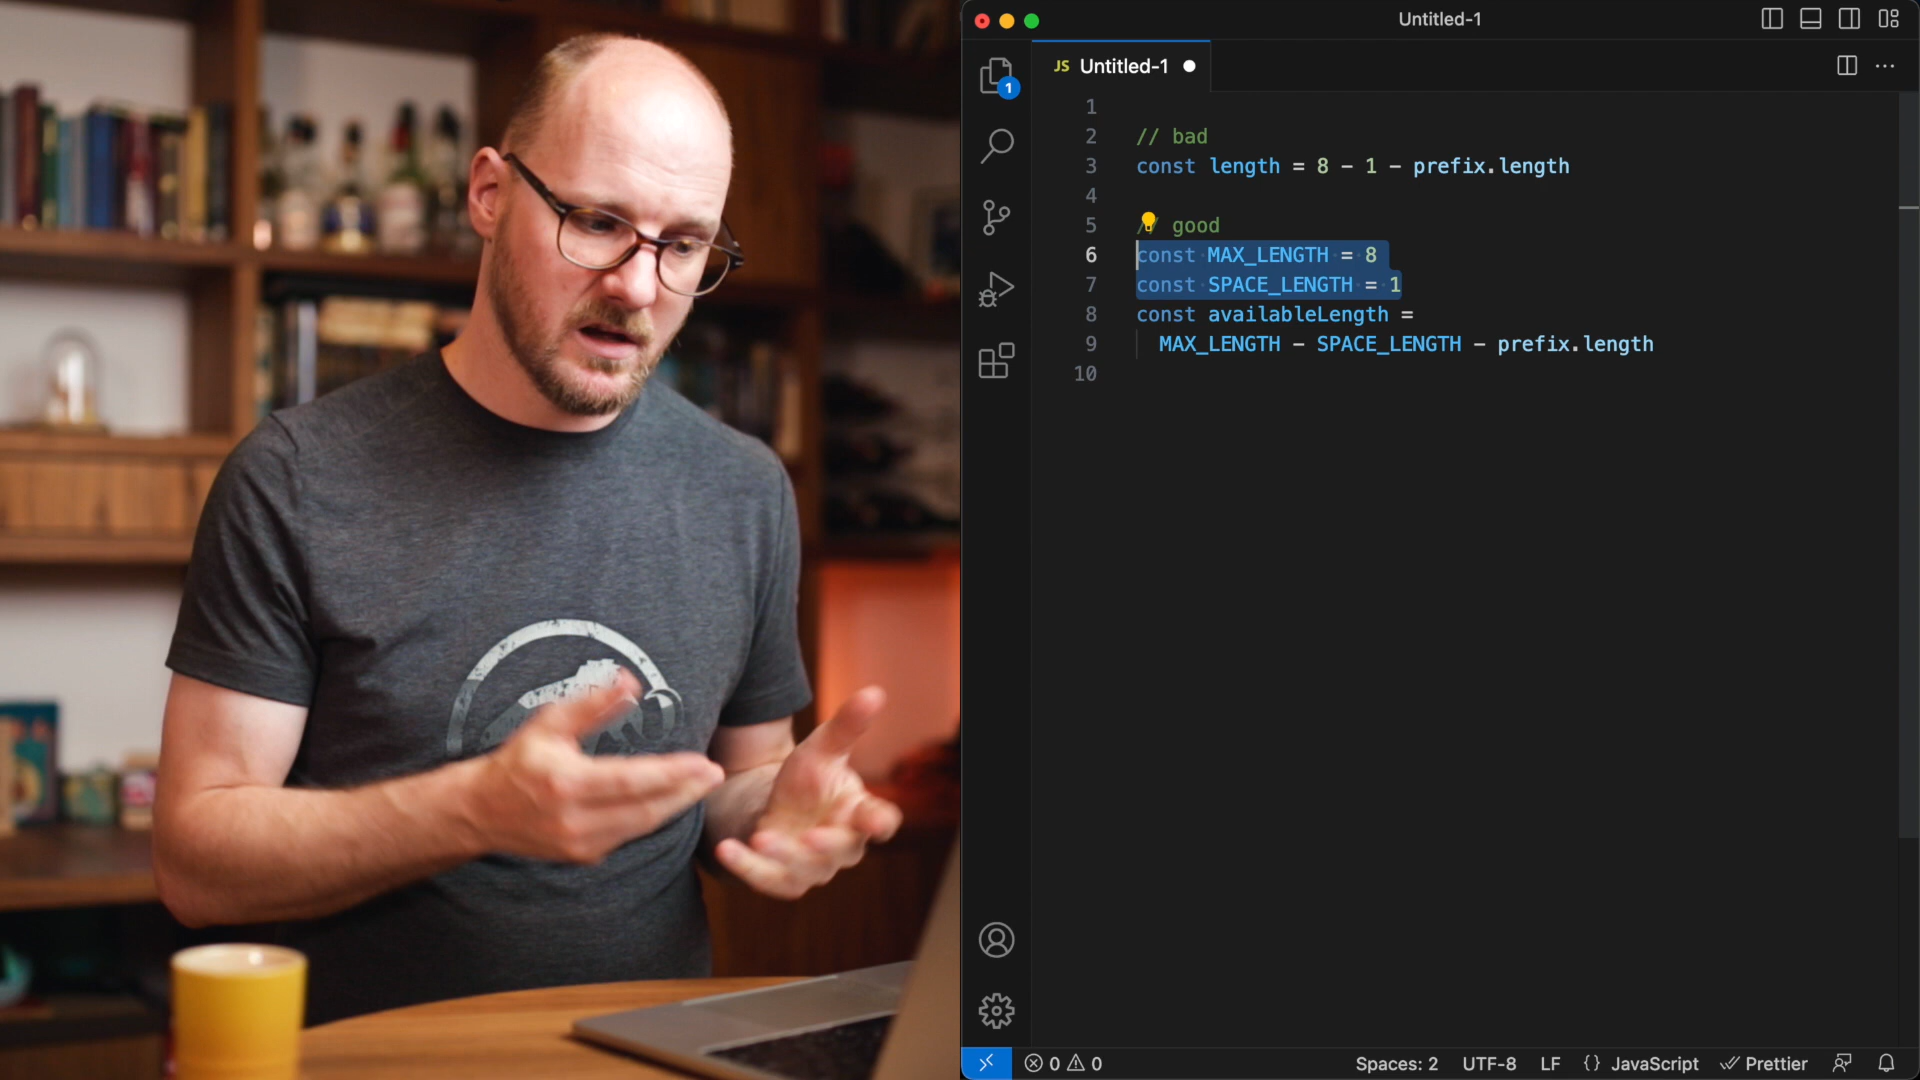 Untitled-1
JS Untitled-1
1
1
2 // bad
3 const length = 8 - 1 - prefix.length
4
5 // good
6 const MAX_LENGTH = 8
7 const SPACE_LENGTH = 1
8 const availableLength =
9 MAX_LENGTH - SPACE_LENGTH - prefix.length
10
0 0 Spaces: 2 UTF-8 LF {} JavaScript Prettier